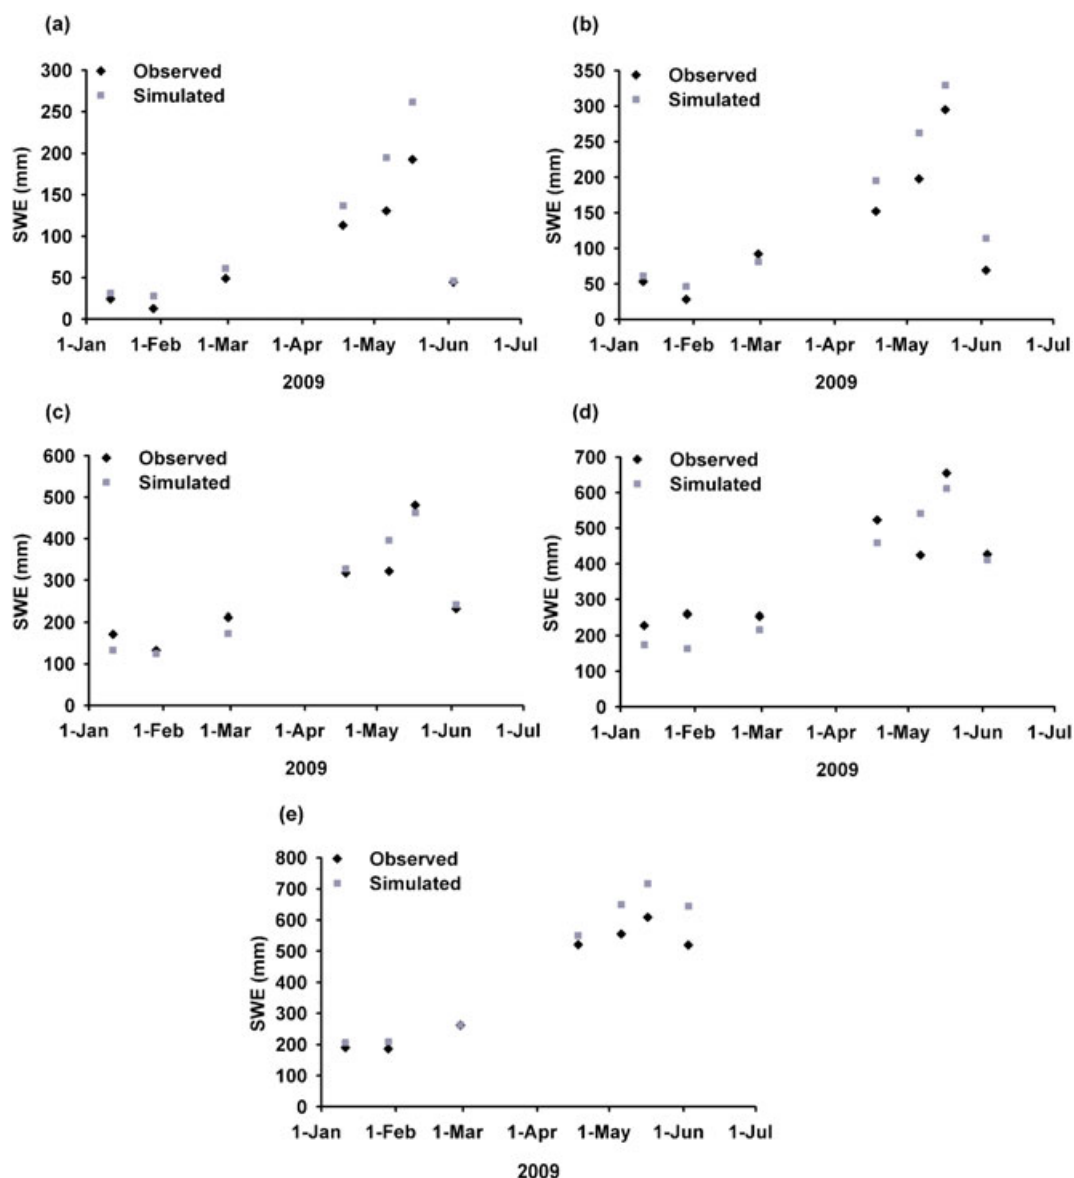 (a)
Observed
Simulated
300
250
200
150
100
50
0
SWE (mm)
1-Jan 1-Feb 1-Mar 1-Apr 1-May 1-Jun 1-Jul
2009
(b)
Observed
Simulated
350
300
250
200
150
100
50
0
SWE (mm)
1-Jan 1-Feb 1-Mar 1-Apr 1-May 1-Jun 1-Jul
2009
(c)
Observed
Simulated
600
500
400
300
200
100
0
SWE (mm)
1-Jan 1-Feb 1-Mar 1-Apr 1-May 1-Jun 1-Jul
2009
(d)
Observed
Simulated
700
600
500
400
300
200
100
0
SWE (mm)
1-Jan 1-Feb 1-Mar 1-Apr 1-May 1-Jun 1-Jul
2009
(e)
Observed
Simulated
800
700
600
500
400
300
200
100
0
SWE (mm)
1-Jan 1-Feb 1-Mar 1-Apr 1-May 1-Jun 1-Jul
2009